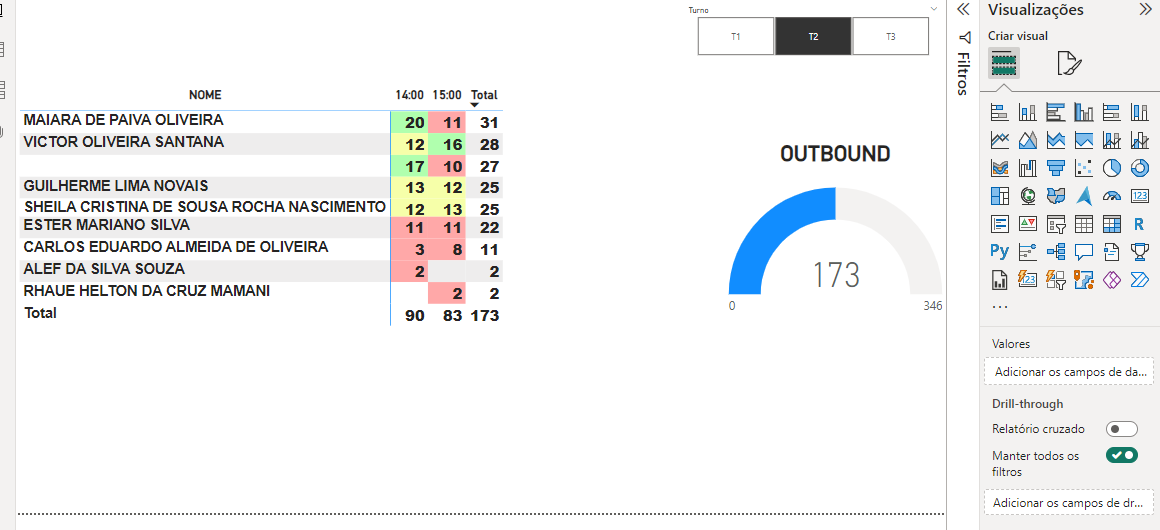 Turno
T1 T2 T3
NOME 14:00 15:00 Total
MAIARA DE PAIVA OLIVEIRA 20 11 31
VICTOR OLIVEIRA SANTANA 12 16 28
17 10 27
GUILHERME LIMA NOVAIS 13 12 25
SHEILA CRISTINA DE SOUSA ROCHA NASCIMENTO 12 13 25
ESTER MARIANO SILVA 11 11 22
CARLOS EDUARDO ALMEIDA DE OLIVEIRA 3 8 11
ALEF DA SILVA SOUZA 2 2
RHAUE HELTON DA CRUZ MAMANI 2 2
Total 90 83 173
OUTBOUND
173
0 346
Filtros
Visualizações
Criar visual
123
R
Py
123
...
Valores
Adicionar os campos de da...
Drill-through
Relatório cruzado
Manter todos os
filtros
Adicionar os campos de dr...